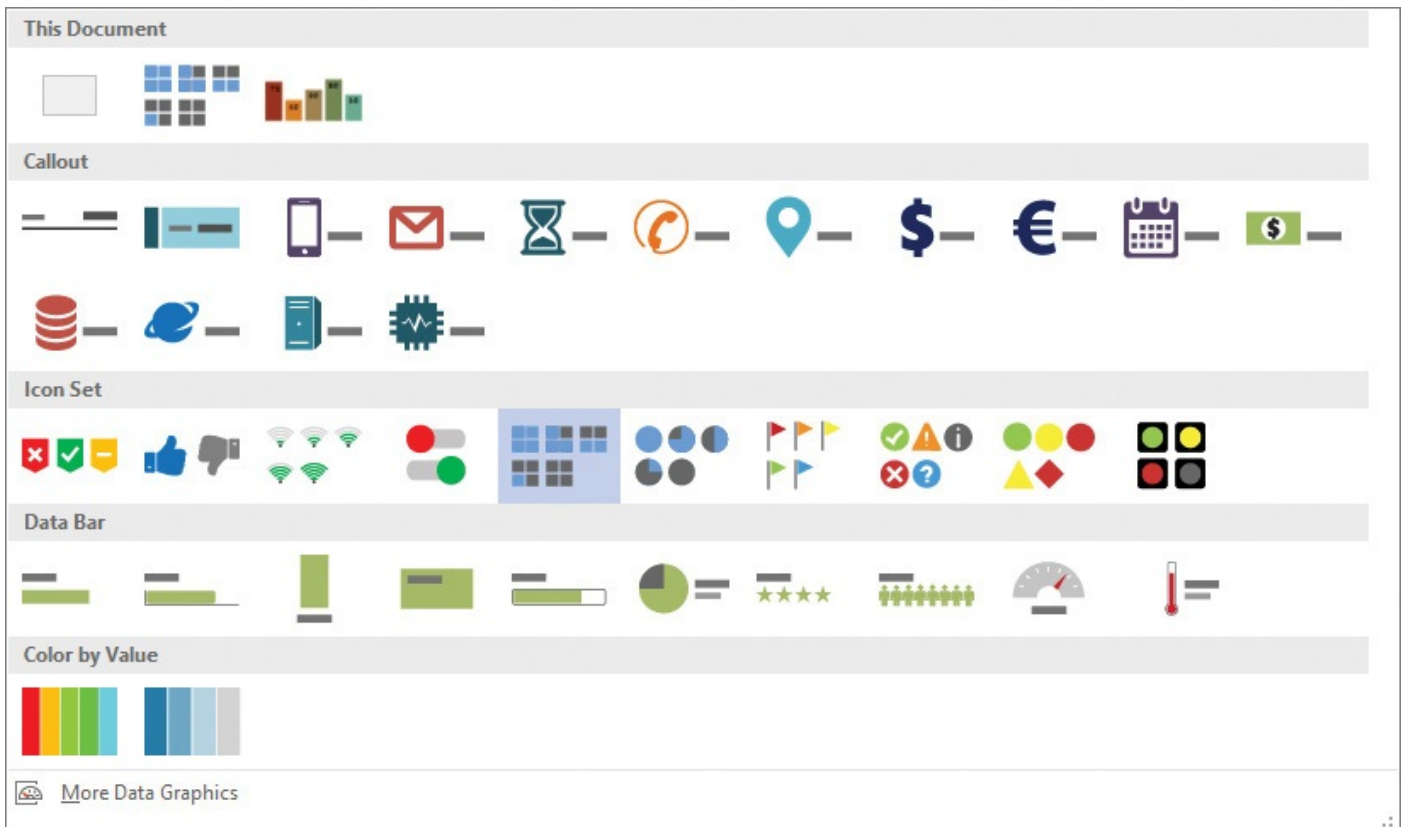 This Document
Callout
$
€
$
Icon Set
Data Bar
Color by Value
More Data Graphics